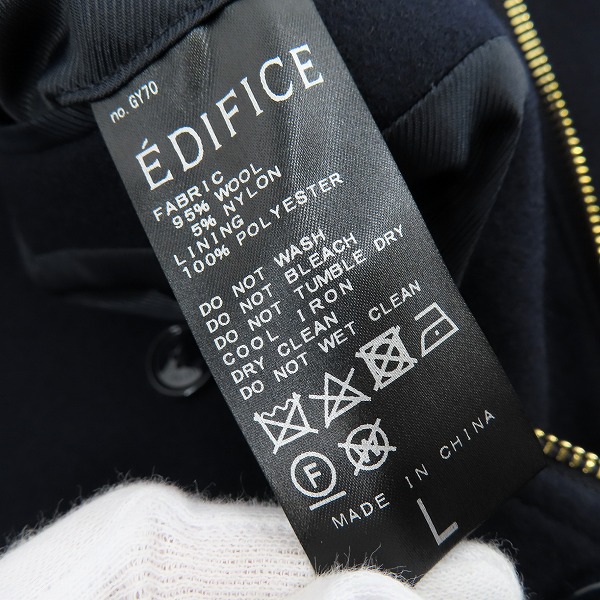 no. GY70
ÉDIFICE
FABRIC
95% WOOL
5% NYLON
LINING
100% POLYESTER
DO NOT WASH
DO NOT BLEACH
DO NOT TUMBLE DRY
COOL IRON
DRY CLEAN
DO NOT WET CLEAN
F
W
MADE IN CHINA
L